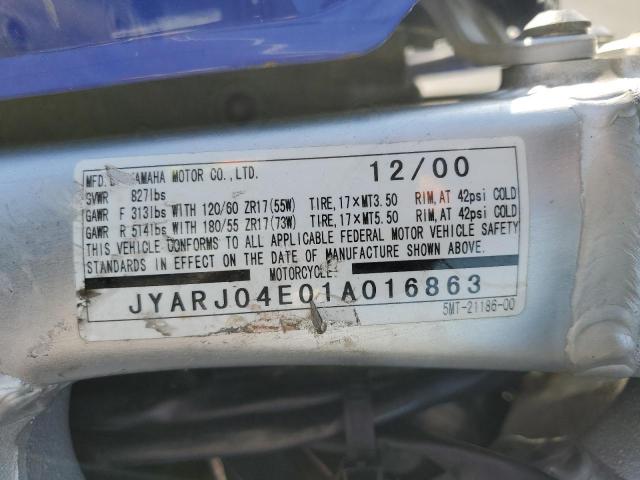 MFD. YAMAHA MOTOR CO.,LTD. 12/00
GVWR 827lbs
GAWR F 313lbs WITH 120/60 ZR17(55W) TIRE, 17×MT3.50 RIM, AT 42psi COLD
GAWR R 514lbs WITH 180/55 ZR17(73W) TIRE, 17×MT5.50 RIM, AT 42psi COLD
THIS VEHICLE CONFORMS TO ALL APPLICABLE FEDERAL MOTOR VEHICLE SAFETY
STANDARDS IN EFFECT ON THE DATE OF MANUFACTURE SHOWN ABOVE.
MOTORCYCLE
JYARJ04E01A016863
5MT-21186-00